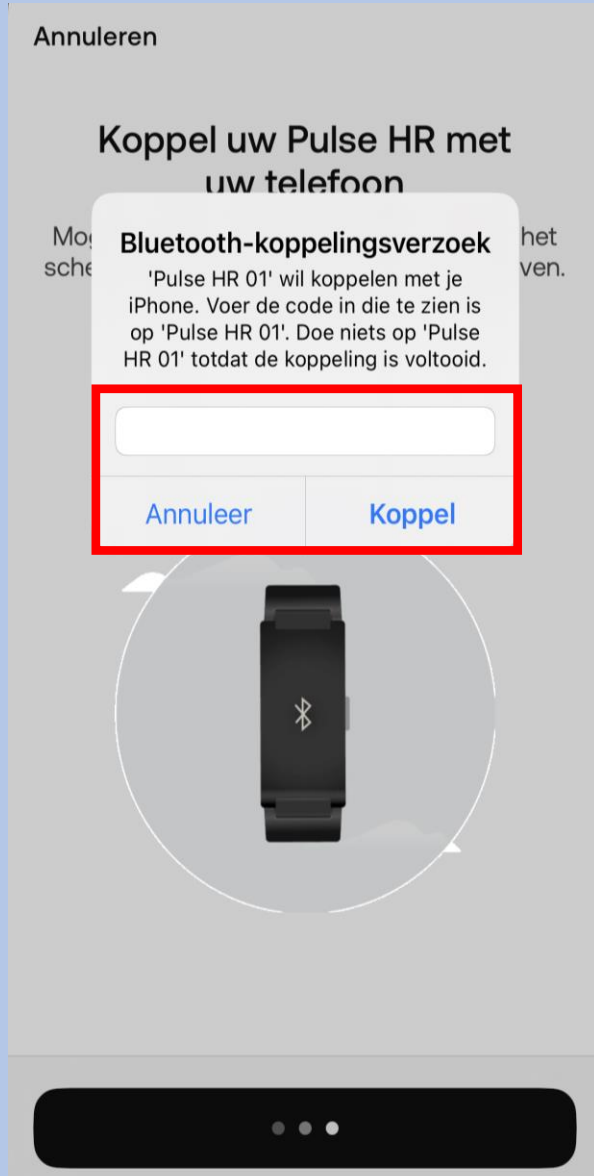 Annuleren
Koppel uw Pulse HR met
uw telefoon
Bluetooth-koppelingsverzoek
het
ven.
'Pulse HR 01' wil koppelen met je
iPhone. Voer de code in die te zien is
op 'Pulse HR 01'. Doe niets op 'Pulse
HR 01' totdat de koppeling is voltooid.
Annuleer
Koppel